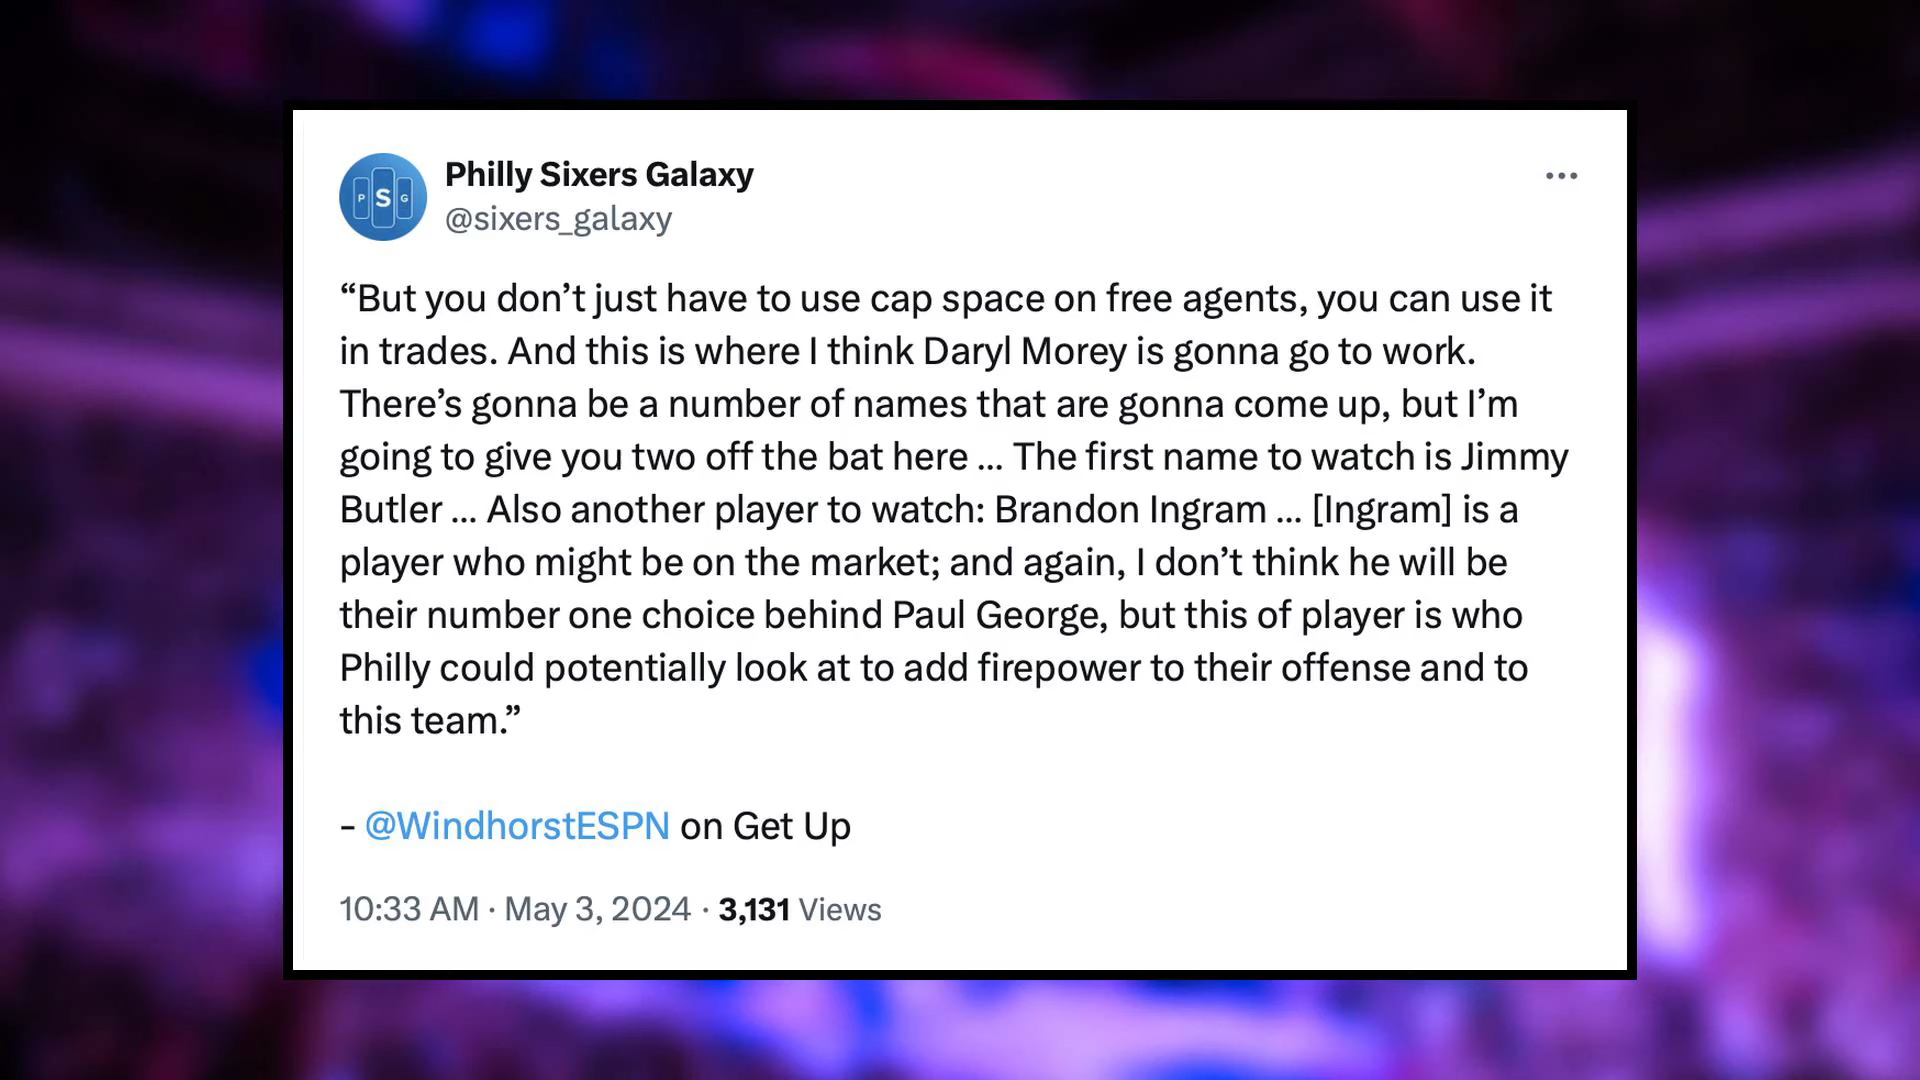 P S G
Philly Sixers Galaxy
@sixers_galaxy
“But you don’t just have to use cap space on free agents, you can use it
in trades. And this is where I think Daryl Morey is gonna go to work.
There’s gonna be a number of names that are gonna come up, but I’m
going to give you two off the bat here ... The first name to watch is Jimmy
Butler ... Also another player to watch: Brandon Ingram ... [Ingram] is a
player who might be on the market; and again, I don’t think he will be
their number one choice behind Paul George, but this of player is who
Philly could potentially look at to add firepower to their offense and to
this team.”
- @WindhorstESPN on Get Up
10:33 AM · May 3, 2024 · 3,131 Views